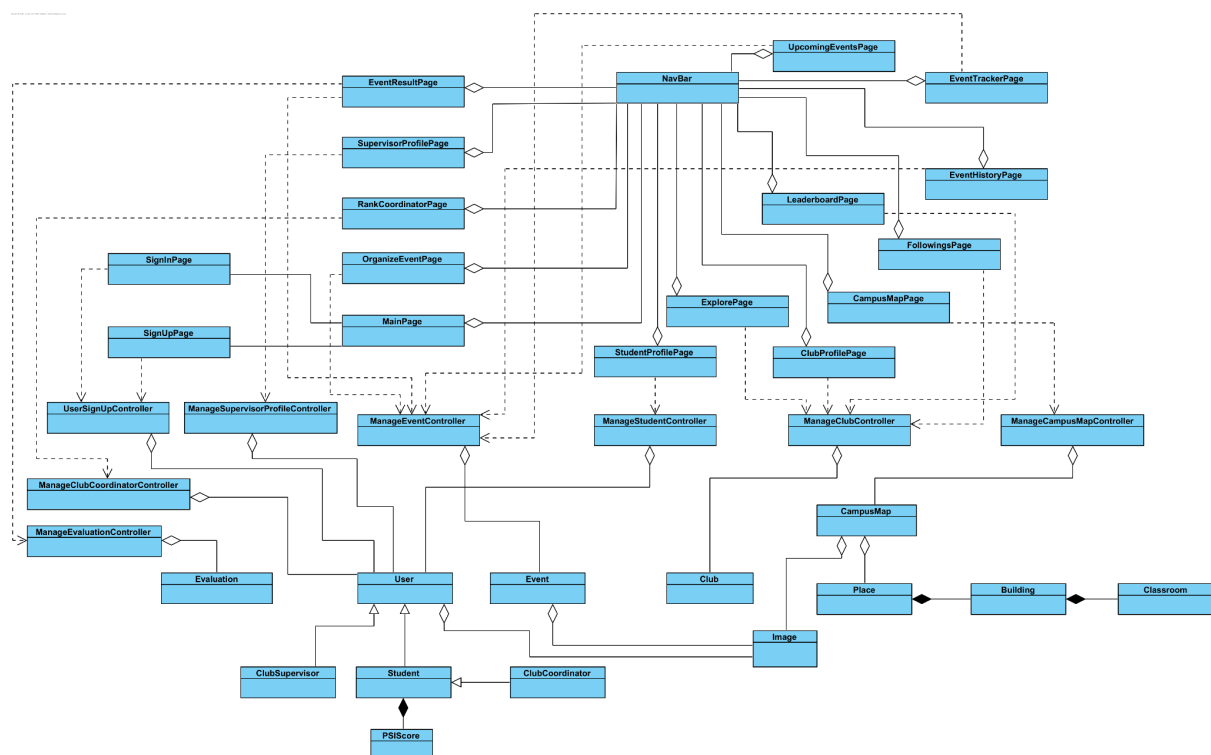 UpcomingEventsPage
EventResultPage
NavBar
EventTrackerPage
SupervisorProfilePage
EventHistoryPage
RankCoordinatorPage
LeaderboardPage
FollowingsPage
SignInPage
OrganizeEventPage
ExplorePage
CampusMapPage
SignUpPage
MainPage
StudentProfilePage
ClubProfilePage
UserSignUpController
ManageSupervisorProfileController
ManageEventController
ManageStudentController
ManageClubController
ManageCampusMapController
ManageClubCoordinatorController
CampusMap
ManageEvaluationController
Evaluation
User
Event
Club
Place
Building
Classroom
Image
ClubSupervisor
Student
ClubCoordinator
PSIScore